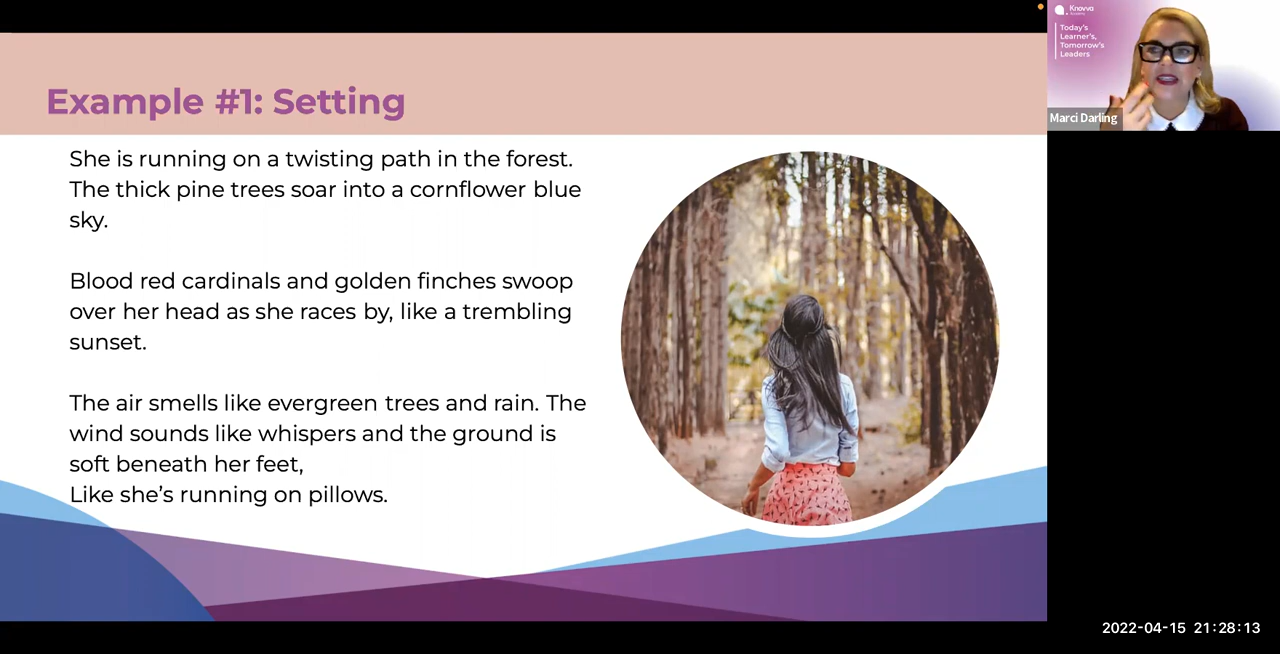 Example #1: Setting
She is running on a twisting path in the forest.
The thick pine trees soar into a cornflower blue
sky.
Blood red cardinals and golden finches swoop
over her head as she races by, like a trembling
sunset.
The air smells like evergreen trees and rain. The
wind sounds like whispers and the ground is
soft beneath her feet,
Like she's running on pillows.
Knovva
Academy
Today's
Learner's,
Tomorrow's
Leaders
Marci Darling
2022-04-15 21:28:13